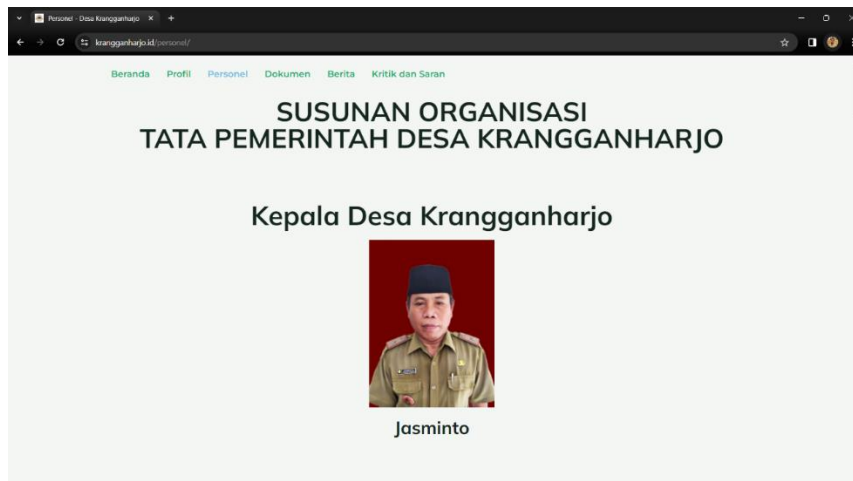 Personel - Desa Krangganharjo
krangganharjo.id/personel/
Beranda Profil Personel Dokumen Berita Kritik dan Saran
SUSUNAN ORGANISASI
TATA PEMERINTAH DESA KRANGGANHARJO
Kepala Desa Krangganharjo
Jasminto